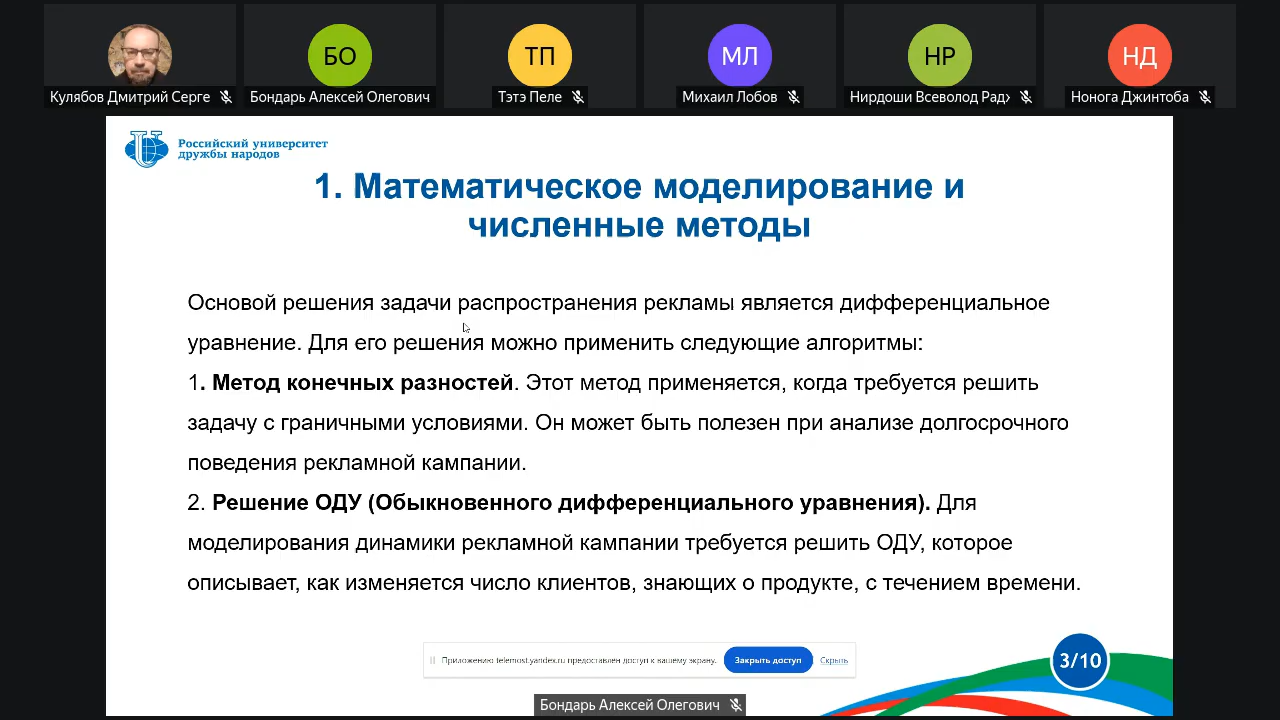 БО
ТП
МЛ
НР
НД
Кулябов Дмитрий Серге
Бондарь Алексей Олегович
Тэтэ Пеле
Михаил Лобов
Нирдоши Всеволод Радж
Нонога Джинтоба
Российский университет
дружбы народов
1. Математическое моделирование и
численные методы
Основой решения задачи распространения рекламы является дифференциальное
уравнение. Для его решения можно применить следующие алгоритмы:
1. Метод конечных разностей. Этот метод применяется, когда требуется решить
задачу с граничными условиями. Он может быть полезен при анализе долгосрочного
поведения рекламной кампании.
2. Решение ОДУ (Обыкновенного дифференциального уравнения). Для
моделирования динамики рекламной кампании требуется решить ОДУ, которое
описывает, как изменяется число клиентов, знающих о продукте, с течением времени.
Приложению telemost.yandex.ru предоставлен доступ к вашему экрану.
Закрыть доступ
Скрыть
3/10
Бондарь Алексей Олегович